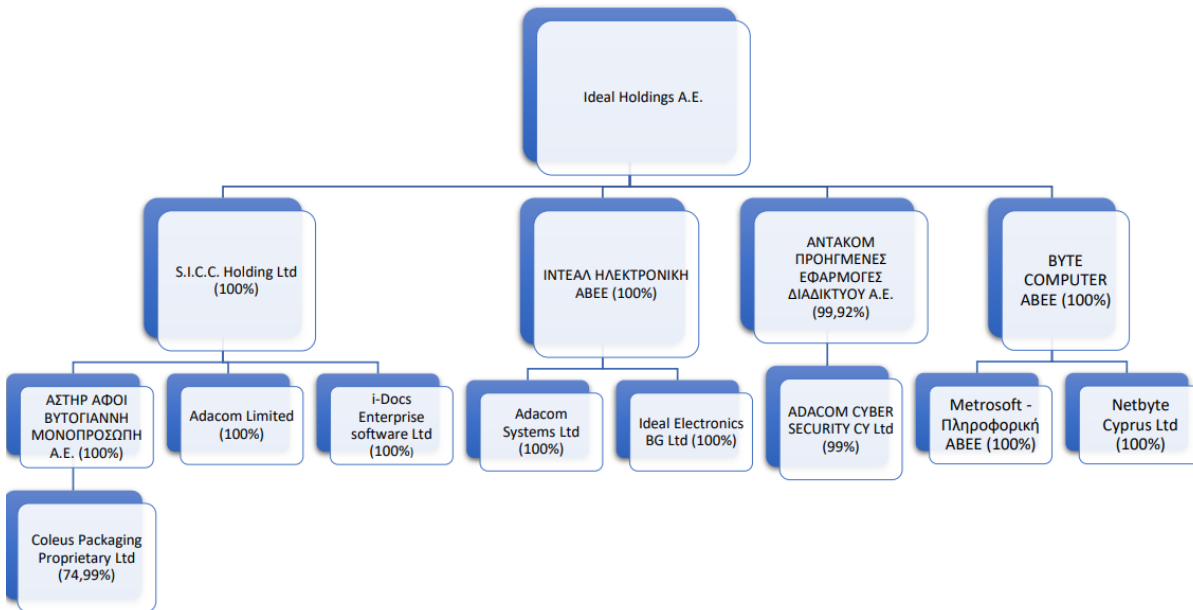 Ideal Holdings A.E.
S.I.C.C. Holding Ltd
(100%)
ΙΝΤΕΑΛ ΗΛΕΚΤΡΟΝΙΚΗ
ΑΒΕΕ (100%)
ΑΝΤΑΚΟΜ
ΠΡΟΗΓΜΕΝΕΣ
ΕΦΑΡΜΟΓΕΣ
ΔΙΑΔΙΚΤΥΟΥ Α.Ε.
(99,92%)
BYTE
COMPUTER
ΑΒΕΕ (100%)
ΑΣΤΗΡ ΑΦΟΙ
ΒΥΤΟΓΙΑΝΝΗ
ΜΟΝΟΠΡΟΣΩΠΗ
Α.Ε. (100%)
Adacom Limited
(100%)
i-Docs
Enterprise
software Ltd
(100%)
Adacom
Systems Ltd
(100%)
Ideal Electronics
BG Ltd (100%)
ADACOM CYBER
SECURITY CY Ltd
(99%)
Metrosoft -
Πληροφορική
ΑΒΕΕ (100%)
Netbyte
Cyprus Ltd
(100%)
Coleus Packaging
Proprietary Ltd
(74,99%)